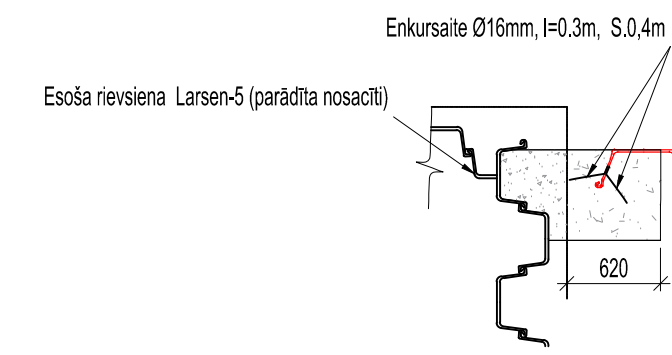 Enkursaite Ø16mm, l=0.3m, S.0,4m
Esoša rievsiena Larsen-5 (parādīta nosacīti)
620